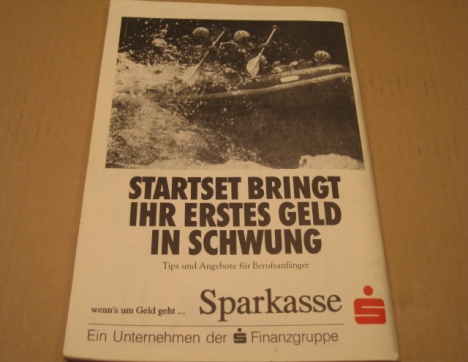 STARTSET BRINGT
IHR ERSTES GELD
IN SCHWUNG
Tips und Angebote für Berufsanfänger
wenn's um Geld geht ... Sparkasse
Ein Unternehmen der S Finanzgruppe